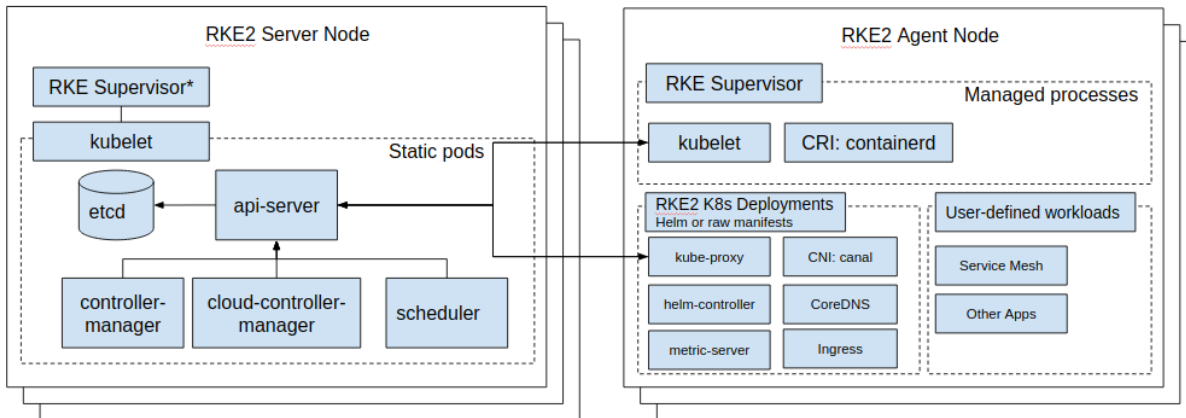 RKE2 Server Node
RKE Supervisor*
kubelet
Static pods
etcd
api-server
controller-
manager
cloud-controller-
manager
scheduler
RKE2 Agent Node
RKE Supervisor
Managed processes
kubelet
CRI: containerd
RKE2 K8s Deployments
Helm or raw manifests
kube-proxy
CNI: canal
helm-controller
CoreDNS
metric-server
Ingress
User-defined workloads
Service Mesh
Other Apps